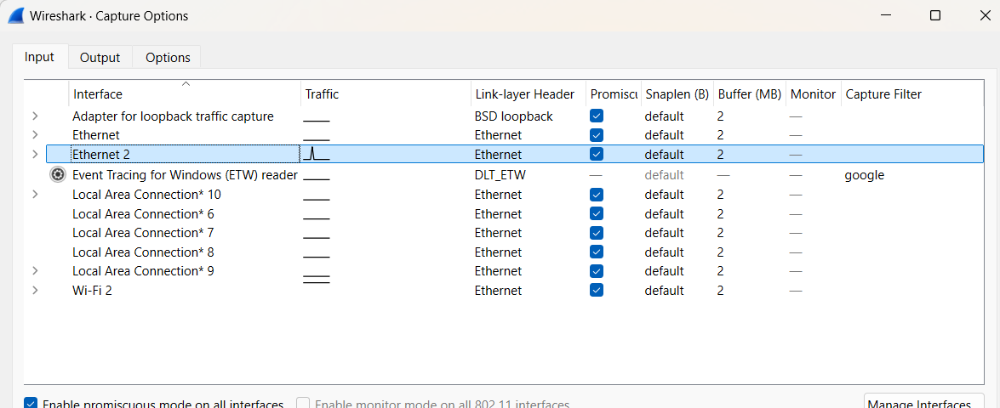 Wireshark · Capture Options
Input Output Options
Interface Traffic Link-layer Header Promiscu Snaplen (B) Buffer (MB) Monitor Capture Filter
Adapter for loopback traffic capture BSD loopback default 2 —
Ethernet Ethernet default 2 —
Ethernet 2 Ethernet default 2 —
Event Tracing for Windows (ETW) reader DLT_ETW — default — — google
Local Area Connection* 10 Ethernet default 2 —
Local Area Connection* 6 Ethernet default 2 —
Local Area Connection* 7 Ethernet default 2 —
Local Area Connection* 8 Ethernet default 2 —
Local Area Connection* 9 Ethernet default 2 —
Wi-Fi 2 Ethernet default 2 —
Enable promiscuous mode on all interfaces Enable monitor mode on all 802.11 interfaces Manage Interfaces...